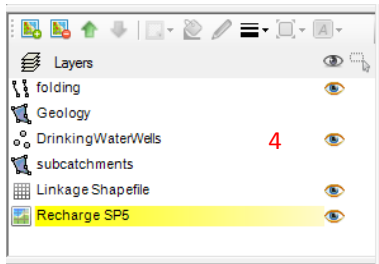 Layers
folding
Geology
DrinkingWaterWells
4
subcatchments
Linkage Shapefile
Recharge SP5